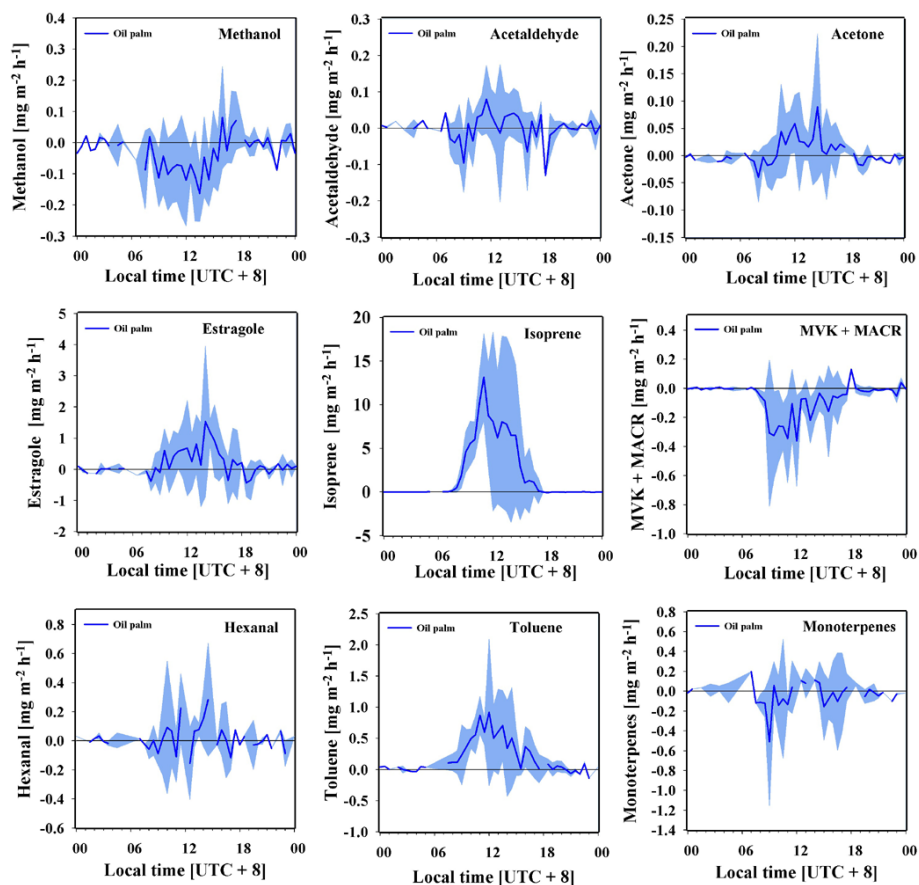 Methanol [mg m⁻² h⁻¹]
0.4
0.3
0.2
0.1
0.0
-0.1
-0.2
0.3
Oil palm
Methanol
00 06 12 18 00
Local time [UTC + 8]
Acetaldehyde [mg m⁻² h⁻¹]
0.3
0.2
0.1
0.0
-0.1
-0.2
0.3
Oil palm
Acetaldehyde
00 06 12 18 00
Local time [UTC + 8]
Acetone [mg m⁻² h⁻¹]
0.25
0.20
0.15
0.10
0.05
0.00
-0.05
-0.10
0.15
Oil palm
Acetone
00 06 12 18 00
Local time [UTC + 8]
Estragole [mg m⁻² h⁻¹]
5
4
3
2
1
0
-1
-2
Oil palm
Estragole
00 06 12 18 00
Local time [UTC + 8]
Isoprene [mg m⁻² h⁻¹]
20
15
10
5
0
-5
Oil palm
Isoprene
00 06 12 18 00
Local time [UTC + 8]
MVK + MACR [mg m⁻² h⁻¹]
0.4
0.2
0.0
-0.2
-0.4
-0.6
-0.8
-1.0
Oil palm
MVK + MACR
00 06 12 18 00
Local time [UTC + 8]
Hexanal [mg m⁻² h⁻¹]
0.8
0.6
0.4
0.2
0.0
-0.2
-0.4
-0.6
Oil palm
Hexanal
00 06 12 18 00
Local time [UTC + 8]
Toluene [mg m⁻² h⁻¹]
2.5
2.0
1.5
1.0
0.5
0.0
-0.5
-1.0
Oil palm
Toluene
00 06 12 18 00
Local time [UTC + 8]
Monoterpenes [mg m⁻² h⁻¹]
0.8
0.6
0.4
0.2
0.0
-0.2
-0.4
-0.6
-0.8
-1.0
-1.2
-1.4
Oil palm
Monoterpenes
00 06 12 18 00
Local time [UTC + 8]